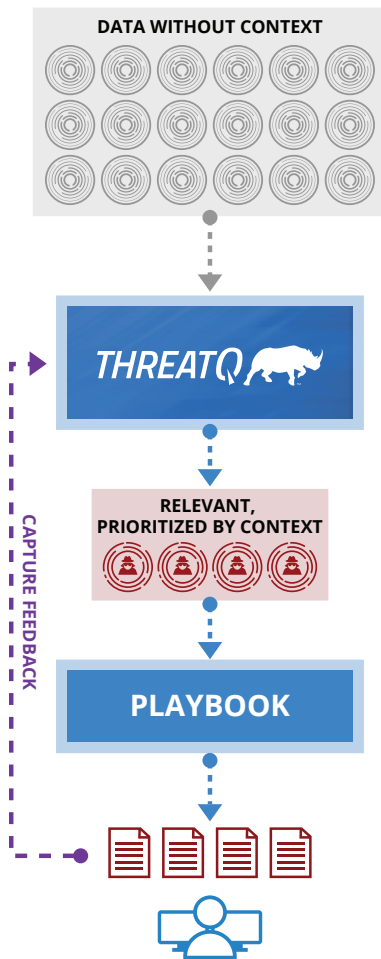 DATA WITHOUT CONTEXT
THREATQ
RELEVANT,
PRIORITIZED BY CONTEXT
CAPTURE FEEDBACK
PLAYBOOK